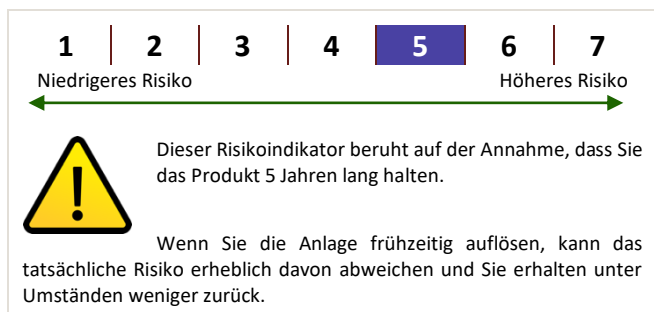 1 2 3 4 5 6 7
Niedrigeres Risiko Höheres Risiko
Dieser Risikoindikator beruht auf der Annahme, dass Sie
das Produkt 5 Jahren lang halten.
Wenn Sie die Anlage frühzeitig auflösen, kann das
tatsächliche Risiko erheblich davon abweichen und Sie erhalten unter
Umständen weniger zurück.